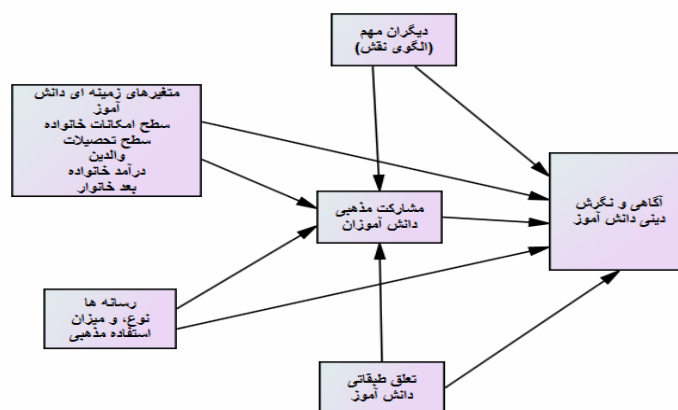 دیگران مهم
(الگوی نقش)
متغیرهای زمینه ای دانش
آموز
سطح امکانات خانواده
سطح تحصیلات
والدین
درآمد خانواده
بعد خانوار
مشارکت مذهبی
دانش آموزان
آگاهی و نگرش
دینی دانش آموز
رسانه ها
نوع، و میزان
استفاده مذهبی
تعلق طبقاتی
دانش آموز